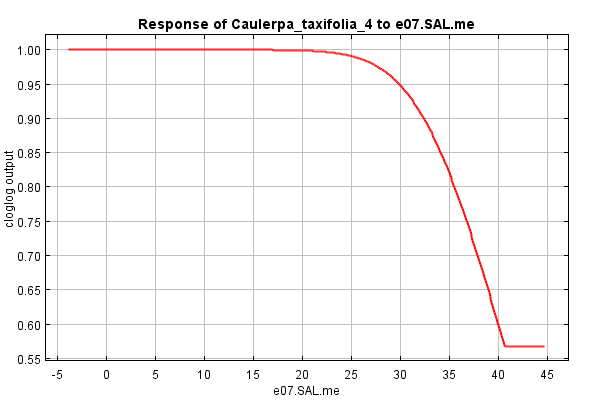 Response of Caulerpa_taxifolia_4 to e07.SAL.me
cloglog output
1.00
0.95
0.90
0.85
0.80
0.75
0.70
0.65
0.60
0.55
-5 0 5 10 15 20 25 30 35 40 45
e07.SAL.me